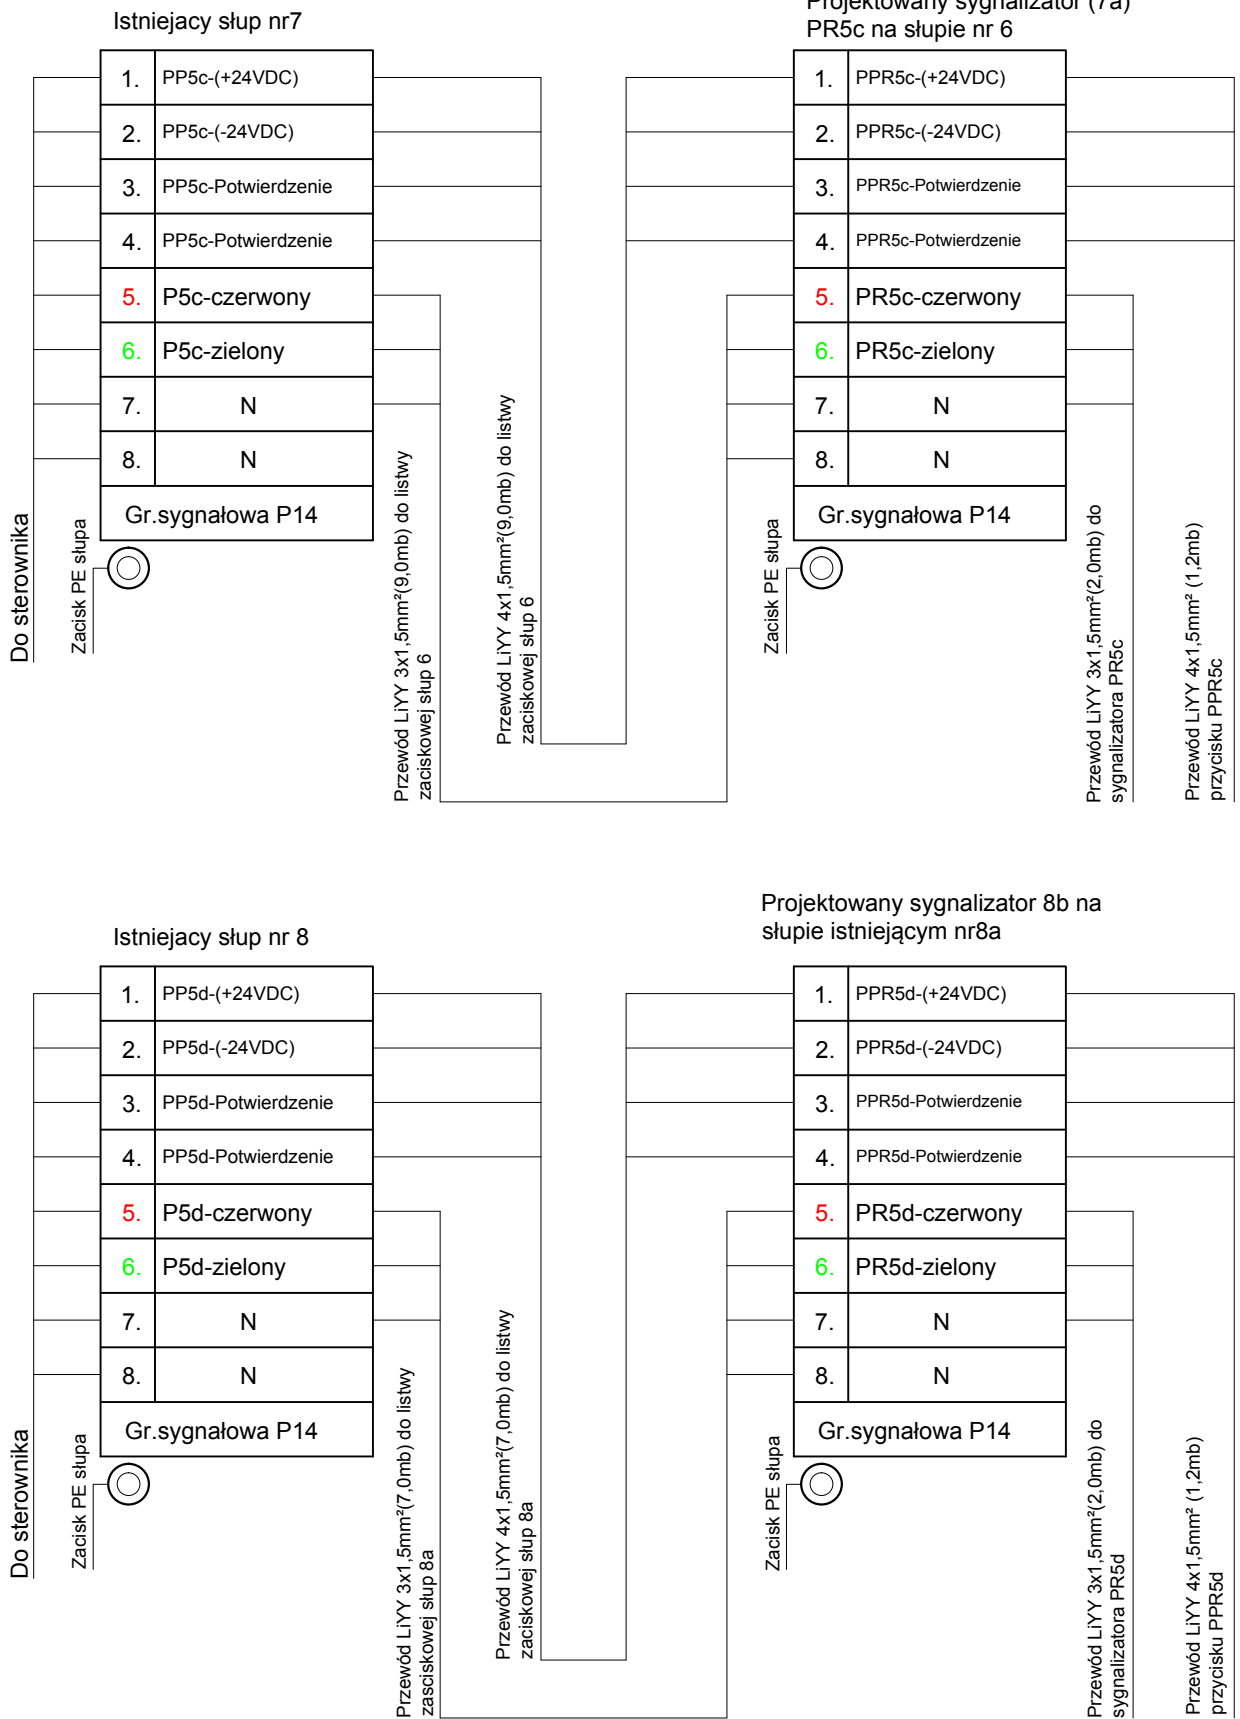 Istniejacy słup nr7
1. PP5c-(+24VDC)
2. PP5c-(-24VDC)
3. PP5c-Potwierdzenie
4. PP5c-Potwierdzenie
5. P5c-czerwony
6. P5c-zielony
7. N
8. N
Gr.sygnałowa P14
Do sterownika
Zacisk PE słupa
Przewód LiYY 3x1,5mm²(9,0mb) do listwy
zaciskowej słup 6
Przewód LiYY 4x1,5mm²(9,0mb) do listwy
zaciskowej słup 6
Projektowany sygnalizator (7a)
PR5c na słupie nr 6
1. PPR5c-(+24VDC)
2. PPR5c-(-24VDC)
3. PPR5c-Potwierdzenie
4. PPR5c-Potwierdzenie
5. PR5c-czerwony
6. PR5c-zielony
7. N
8. N
Gr.sygnałowa P14
Zacisk PE słupa
Przewód LiYY 3x1,5mm²(2,0mb) do
sygnalizatora PR5c
Przewód LiYY 4x1,5mm² (1,2mb)
przycisku PPR5c
Istniejacy słup nr 8
1. PP5d-(+24VDC)
2. PP5d-(-24VDC)
3. PP5d-Potwierdzenie
4. PP5d-Potwierdzenie
5. P5d-czerwony
6. P5d-zielony
7. N
8. N
Gr.sygnałowa P14
Do sterownika
Zacisk PE słupa
Przewód LiYY 3x1,5mm²(7,0mb) do listwy
zasciskowej słup 8a
Przewód LiYY 4x1,5mm²(7,0mb) do listwy
zaciskowej słup 8a
Projektowany sygnalizator 8b na
słupie istniejącym nr8a
1. PPR5d-(+24VDC)
2. PPR5d-(-24VDC)
3. PPR5d-Potwierdzenie
4. PPR5d-Potwierdzenie
5. PR5d-czerwony
6. PR5d-zielony
7. N
8. N
Gr.sygnałowa P14
Zacisk PE słupa
Przewód LiYY 3x1,5mm²(2,0mb) do
sygnalizatora PR5d
Przewód LiYY 4x1,5mm² (1,2mb)
przycisku PPR5d